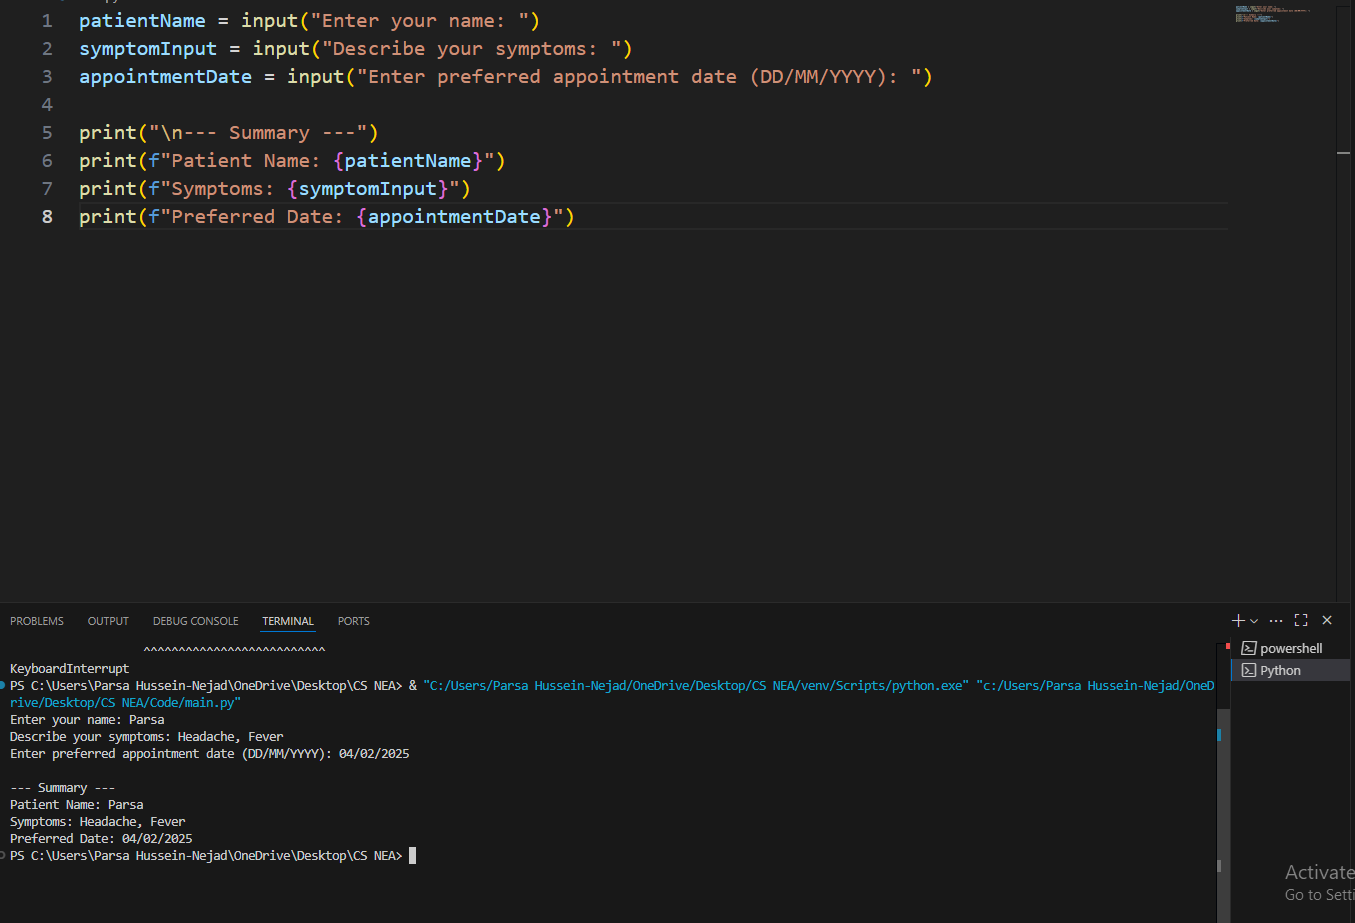 1 patientName = input("Enter your name: ")
2 symptomInput = input("Describe your symptoms: ")
3 appointmentDate = input("Enter preferred appointment date (DD/MM/YYYY): ")
4
5 print("\n--- Summary ---")
6 print(f"Patient Name: {patientName}")
7 print(f"Symptoms: {symptomInput}")
8 print(f"Preferred Date: {appointmentDate}")
PROBLEMS OUTPUT DEBUG CONSOLE TERMINAL PORTS
powershell
Python
^^^^^^^^^^^^^^^^^^^^^^^^^^
KeyboardInterrupt
PS C:\Users\Parsa Hussein-Nejad\OneDrive\Desktop\CS NEA> & "C:/Users/Parsa Hussein-Nejad/OneDrive/Desktop/CS NEA/venv/Scripts/python.exe" "c:/Users/Parsa Hussein-Nejad/OneD
rive/Desktop/CS NEA/Code/main.py"
Enter your name: Parsa
Describe your symptoms: Headache, Fever
Enter preferred appointment date (DD/MM/YYYY): 04/02/2025
--- Summary ---
Patient Name: Parsa
Symptoms: Headache, Fever
Preferred Date: 04/02/2025
PS C:\Users\Parsa Hussein-Nejad\OneDrive\Desktop\CS NEA>
Activate
Go to Setti